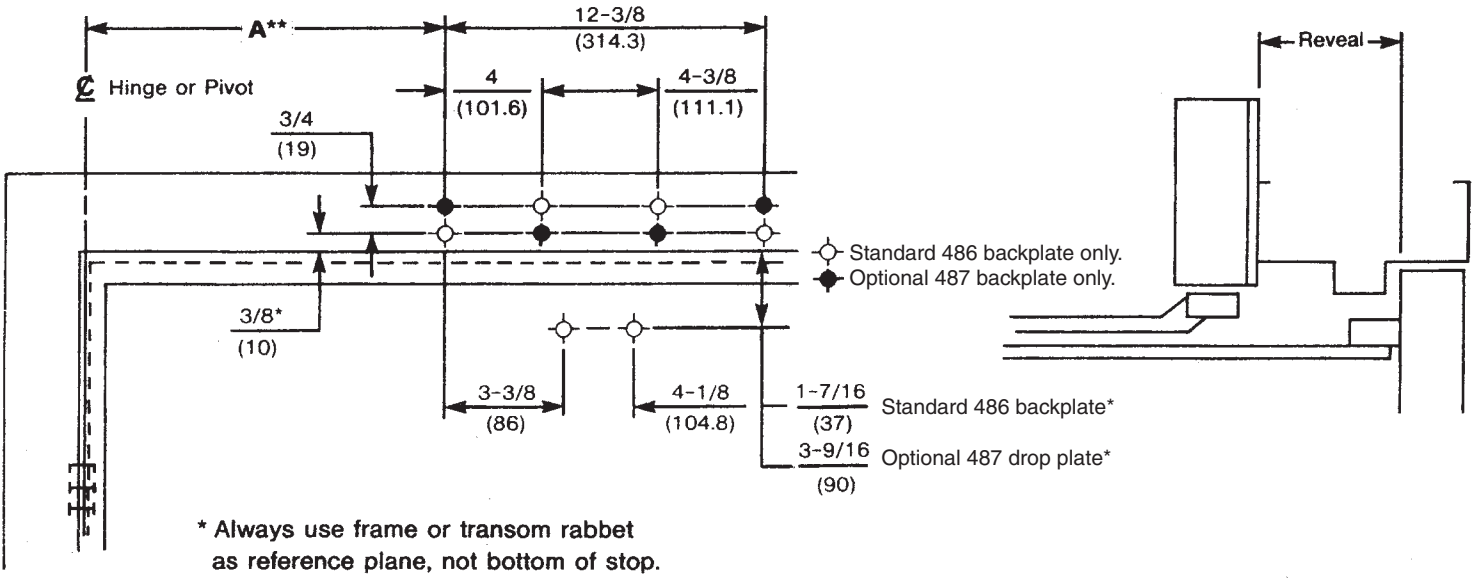 A**
12-3/8
(314.3)
Reveal
℄ Hinge or Pivot
4
(101.6)
4-3/8
(111.1)
3/4
(19)
Standard 486 backplate only.
Optional 487 backplate only.
3/8*
(10)
3-3/8
(86)
4-1/8
(104.8)
1-7/16 Standard 486 backplate*
(37)
3-9/16 Optional 487 drop plate*
(90)
* Always use frame or transom rabbet
as reference plane, not bottom of stop.